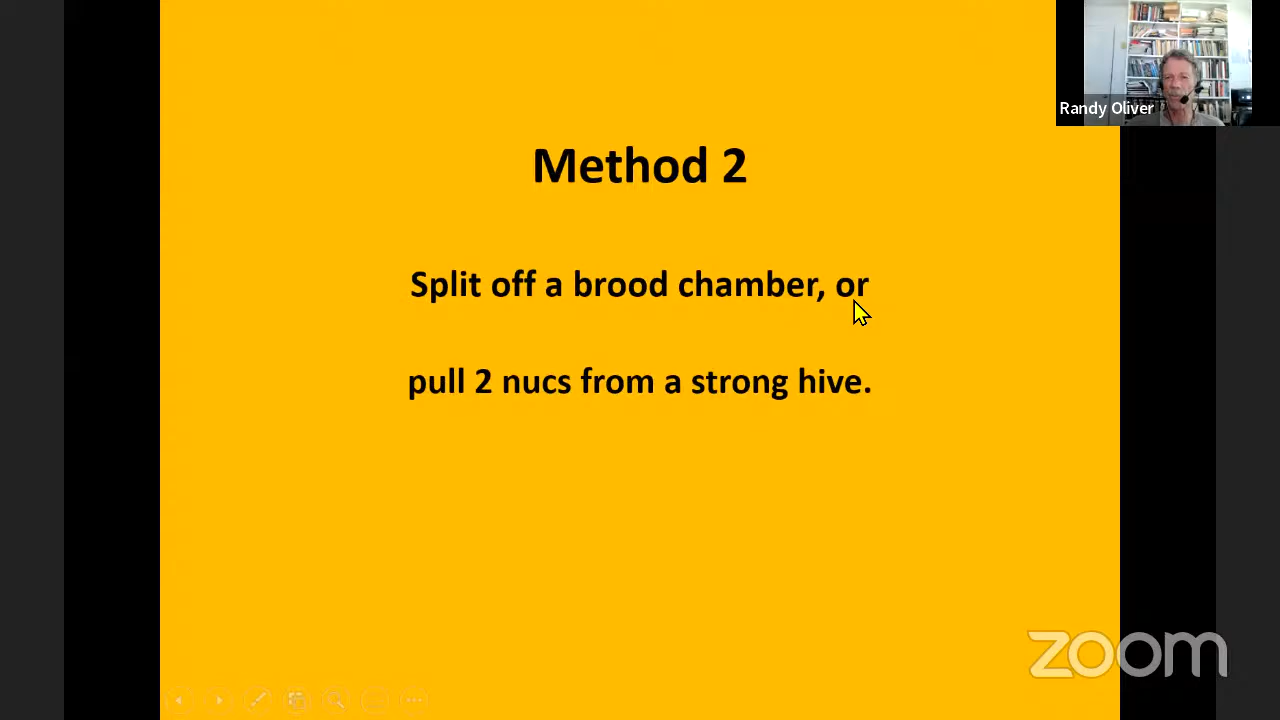 Randy Oliver
Method 2
Split off a brood chamber, or
pull 2 nucs from a strong hive.
zoom